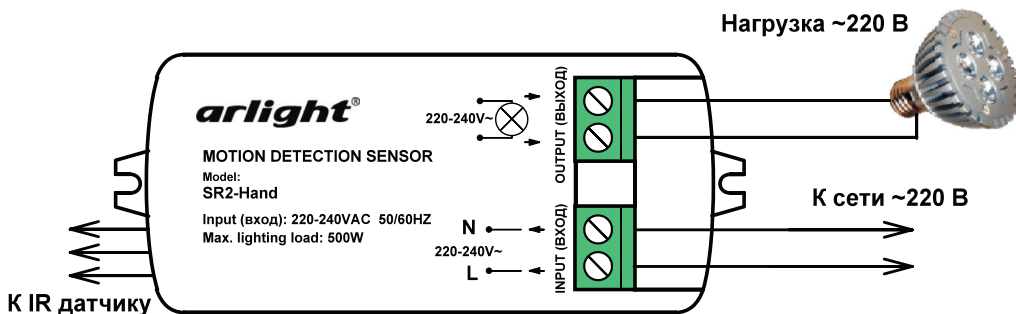 Нагрузка ~220 В
arlight®
220-240V~
OUTPUT (ВЫХОД)
MOTION DETECTION SENSOR
Model:
SR2-Hand
Input (вход): 220-240VAC 50/60HZ
Max. lighting load: 500W
N
220-240V~
L
INPUT (ВХОД)
К сети ~220 В
К IR датчику